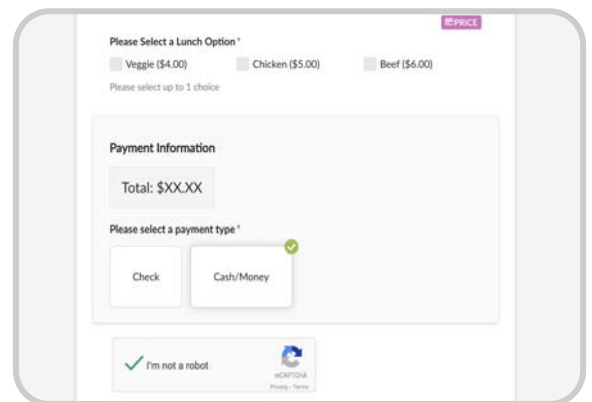 PRICE
Please Select a Lunch Option*
Veggie ($4.00) Chicken ($5.00) Beef ($6.00)
Please select up to 1 choice
Payment Information
Total: $XX.XX
Please select a payment type*
Check Cash/Money
I'm not a robot
reCAPTCHA
Privacy - Terms